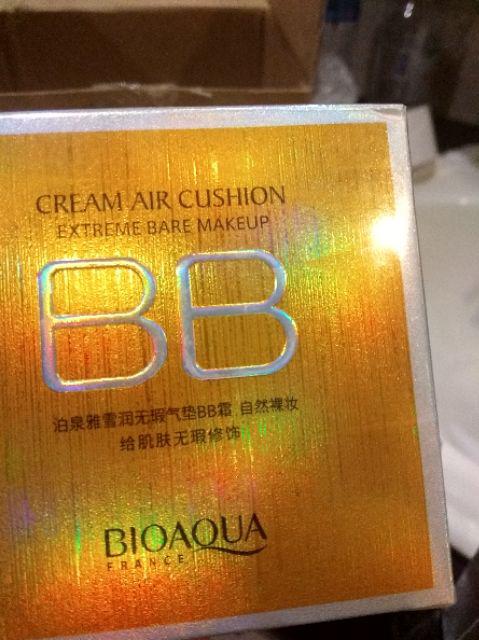 CREAM AIR CUSHION
EXTREME BARE MAKEUP
BB
泊泉雅雪润无瑕气垫BB霜,自然裸妆
给肌肤无瑕修饰
BIOAQUA
FRANCE